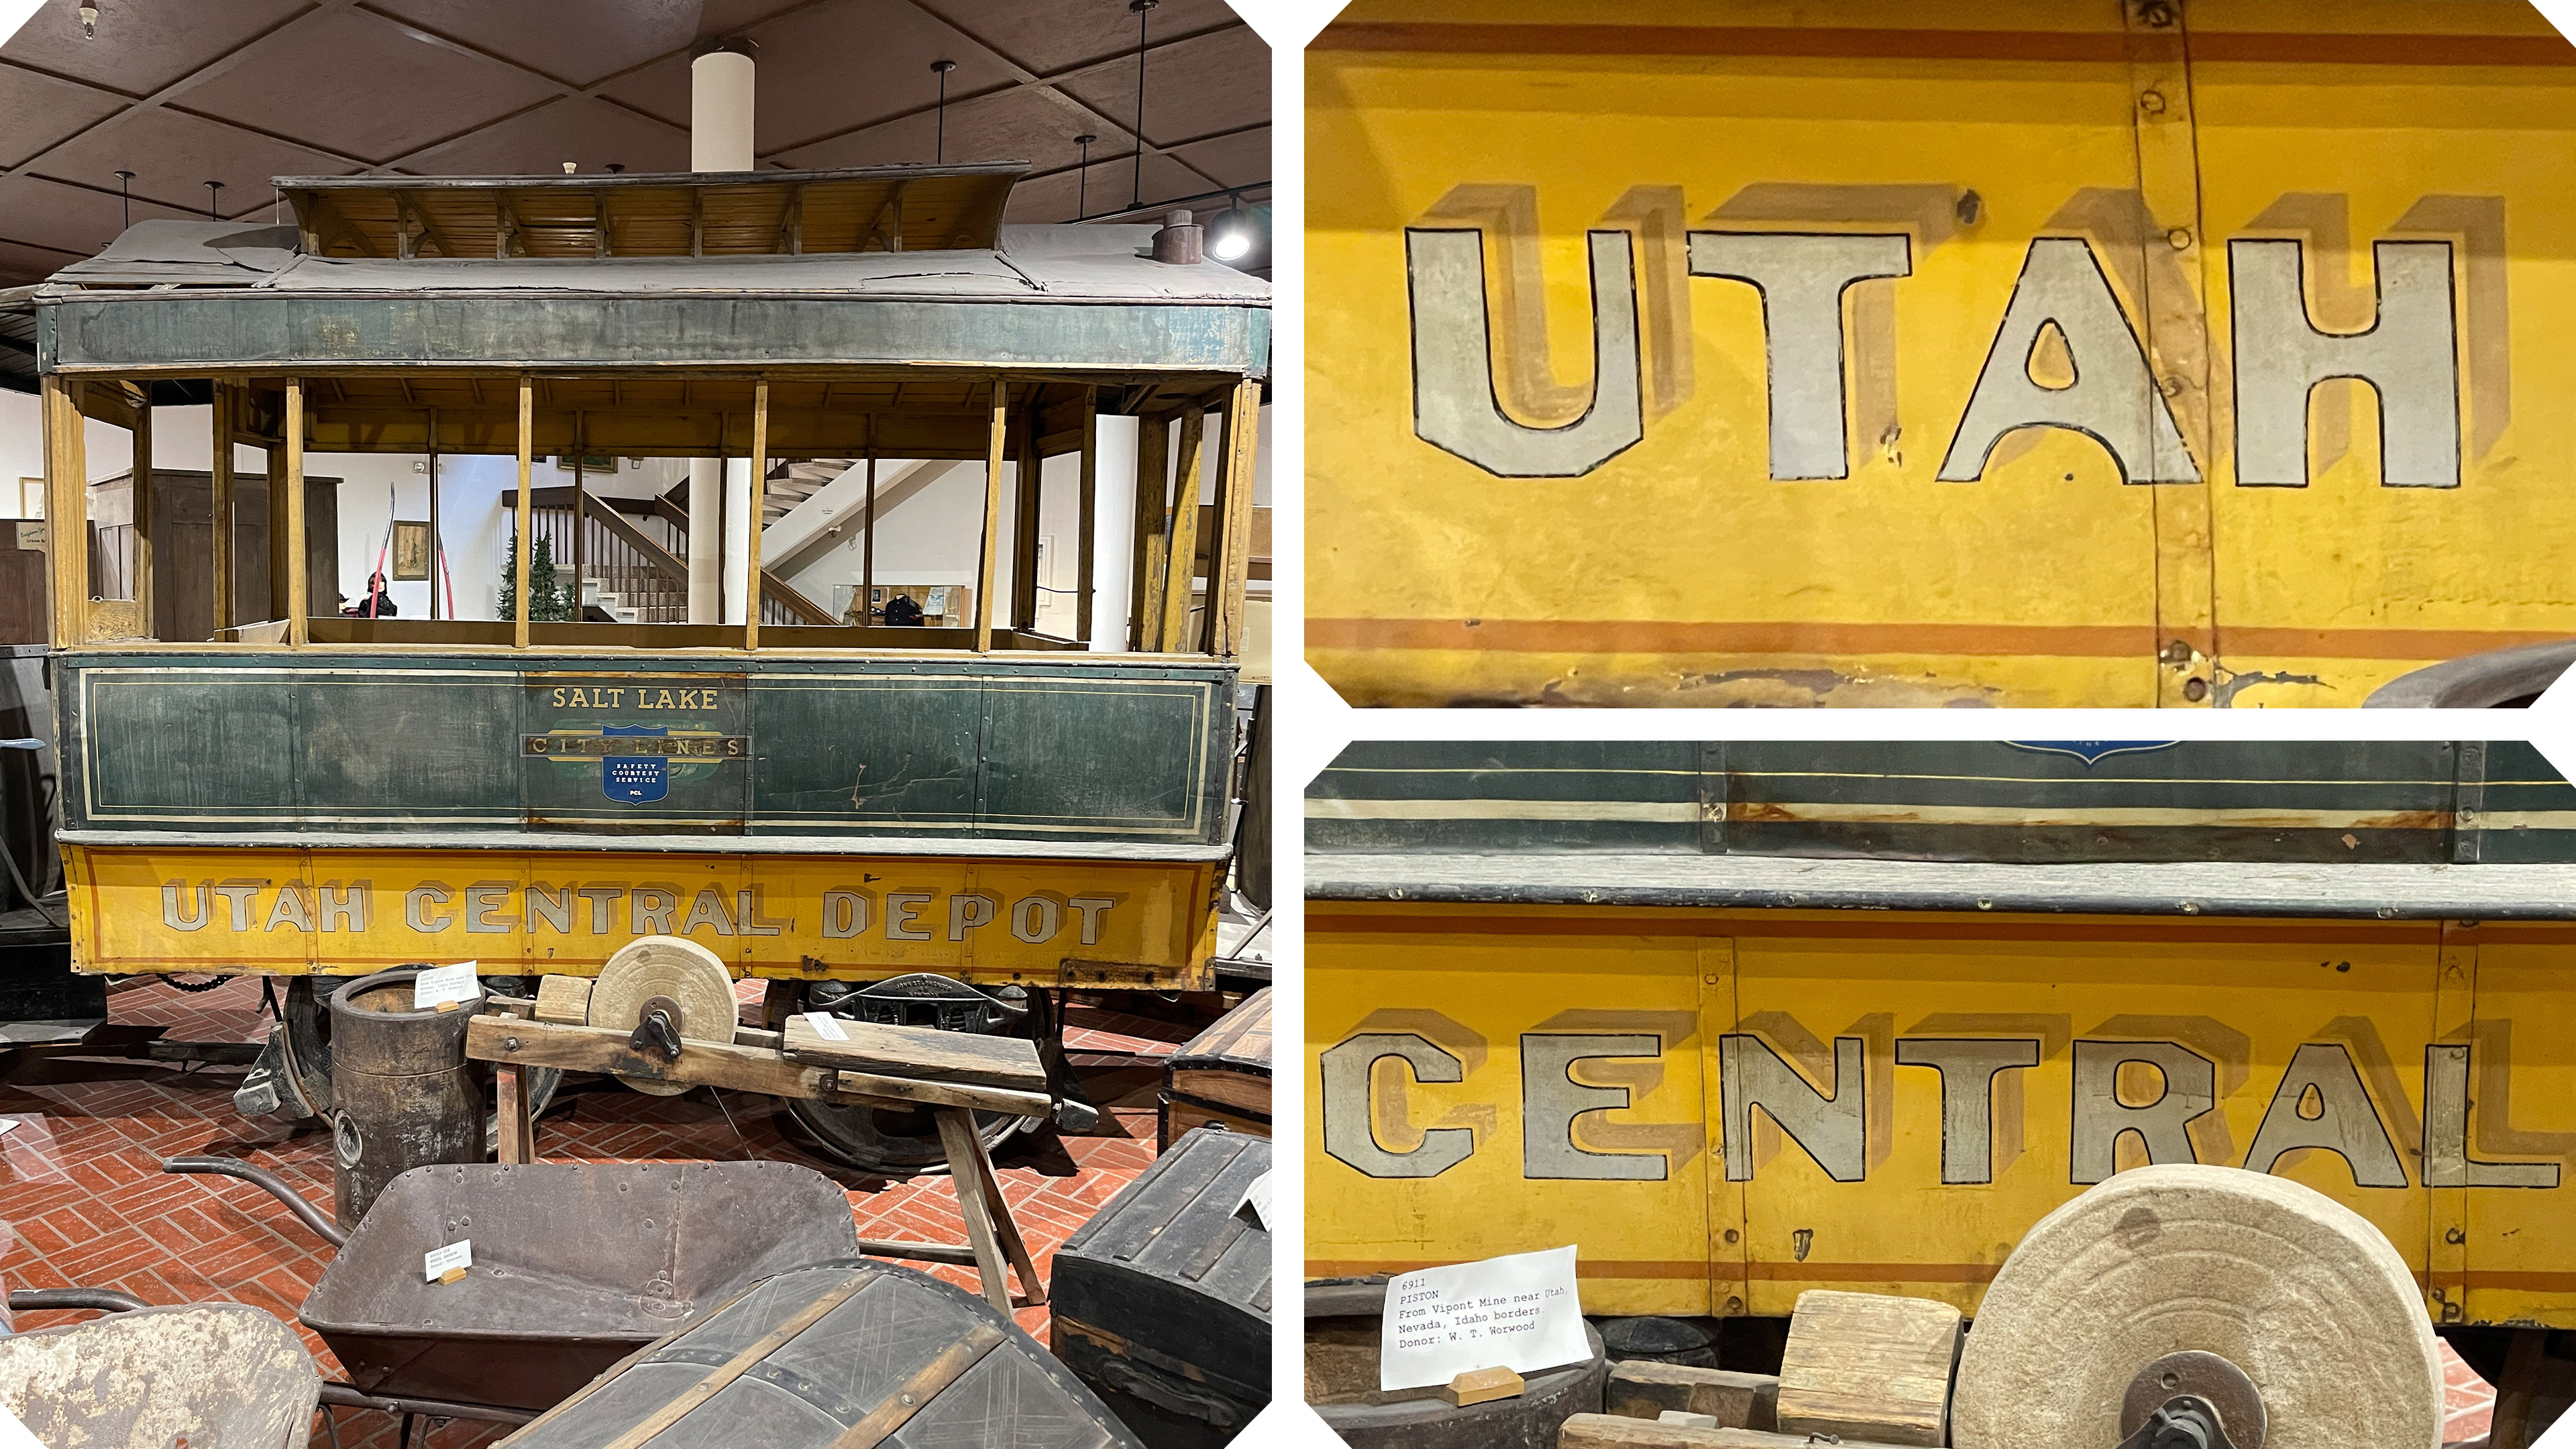 SALT LAKE
CITY LINES
SAFETY
COURTESY
SERVICE
PCL
UTAH CENTRAL DEPOT
UTAH
CENTRAL
6911
PISTON
From Vipont Mine near Utah,
Nevada, Idaho borders.
Donor: W. T. Worwood